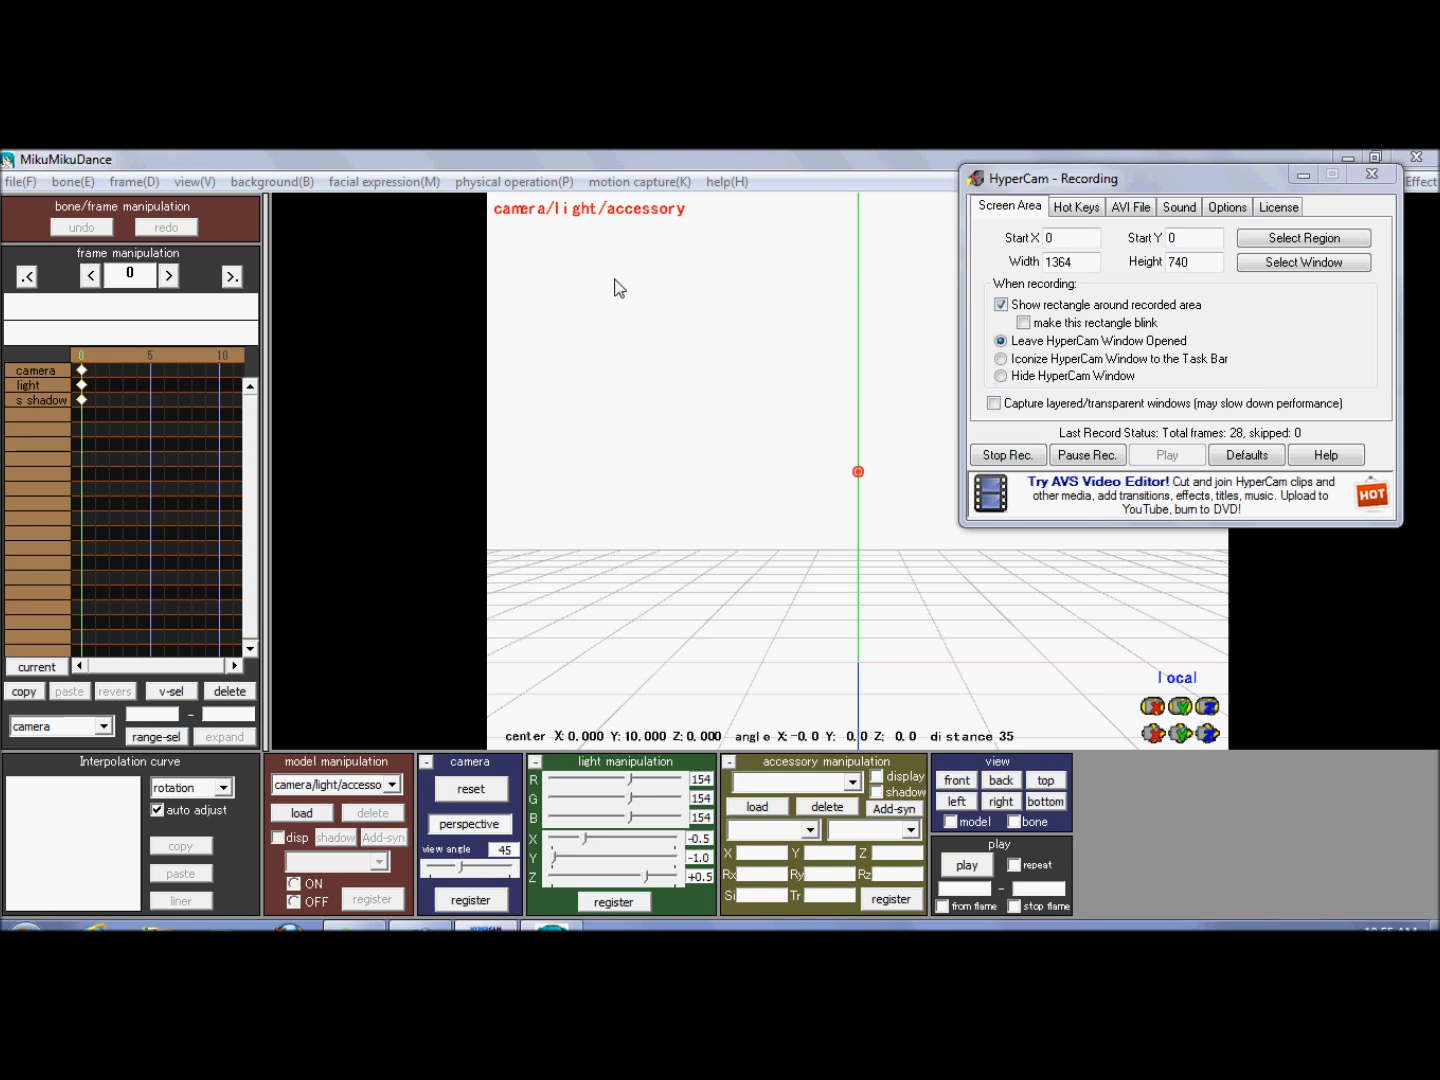 MikuMikuDance
file(F) bone(E) frame(D) view(V) background(B) facial expression(M) physical operation(P) motion capture(K) help(H) Effect
bone/frame manipulation
undo redo
frame manipulation
.< < 0 > >.
0 5 10
camera
light
s shadow
current
copy paste revers v-sel delete
camera -
range-sel expand
camera/light/accessory
local
X Y Z
X Y Z
center X:0.000 Y:10.000 Z:0.000 angle X:-0.0 Y: 0.0 Z: 0.0 distance 35
HyperCam - Recording
Screen Area Hot Keys AVI File Sound Options License
Start X 0 Start Y 0 Select Region
Width 1364 Height 740 Select Window
When recording:
Show rectangle around recorded area
make this rectangle blink
Leave HyperCam Window Opened
Iconize HyperCam Window to the Task Bar
Hide HyperCam Window
Capture layered/transparent windows (may slow down performance)
Last Record Status: Total frames: 28, skipped: 0
Stop Rec. Pause Rec. Play Defaults Help
Try AVS Video Editor! Cut and join HyperCam clips and
other media, add transitions, effects, titles, music. Upload to
YouTube, burn to DVD!
HOT
Interpolation curve
rotation
auto adjust
copy
paste
liner
model manipulation
camera/light/accesso
load delete
disp shadow Add-syn
ON
OFF register
- camera
reset
perspective
view angle 45
register
- light manipulation
R 154
G 154
B 154
X -0.5
Y -1.0
Z +0.5
register
- accessory manipulation
display
shadow
load delete Add-syn
X Y Z
Rx Ry Rz
Si Tr register
view
front back top
left right bottom
model bone
play
play repeat
-
from flame stop flame